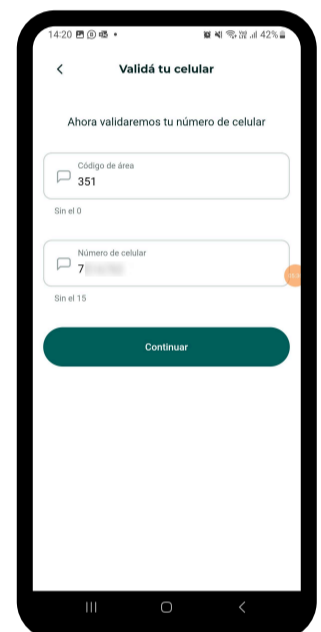 14:20
42%
Validá tu celular
Ahora validaremos tu número de celular
Código de área
351
Sin el 0
Número de celular
7
Sin el 15
Continuar